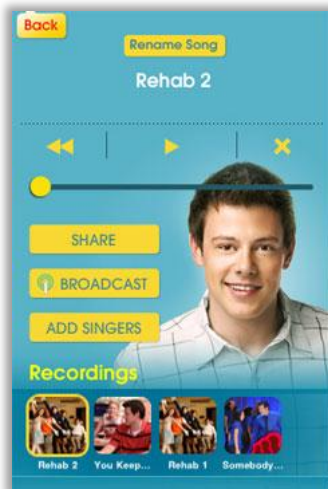 Back
Rename Song
Rehab 2
SHARE
BROADCAST
ADD SINGERS
Recordings
Rehab 2 You Keep... Rehab 1 Somebody...